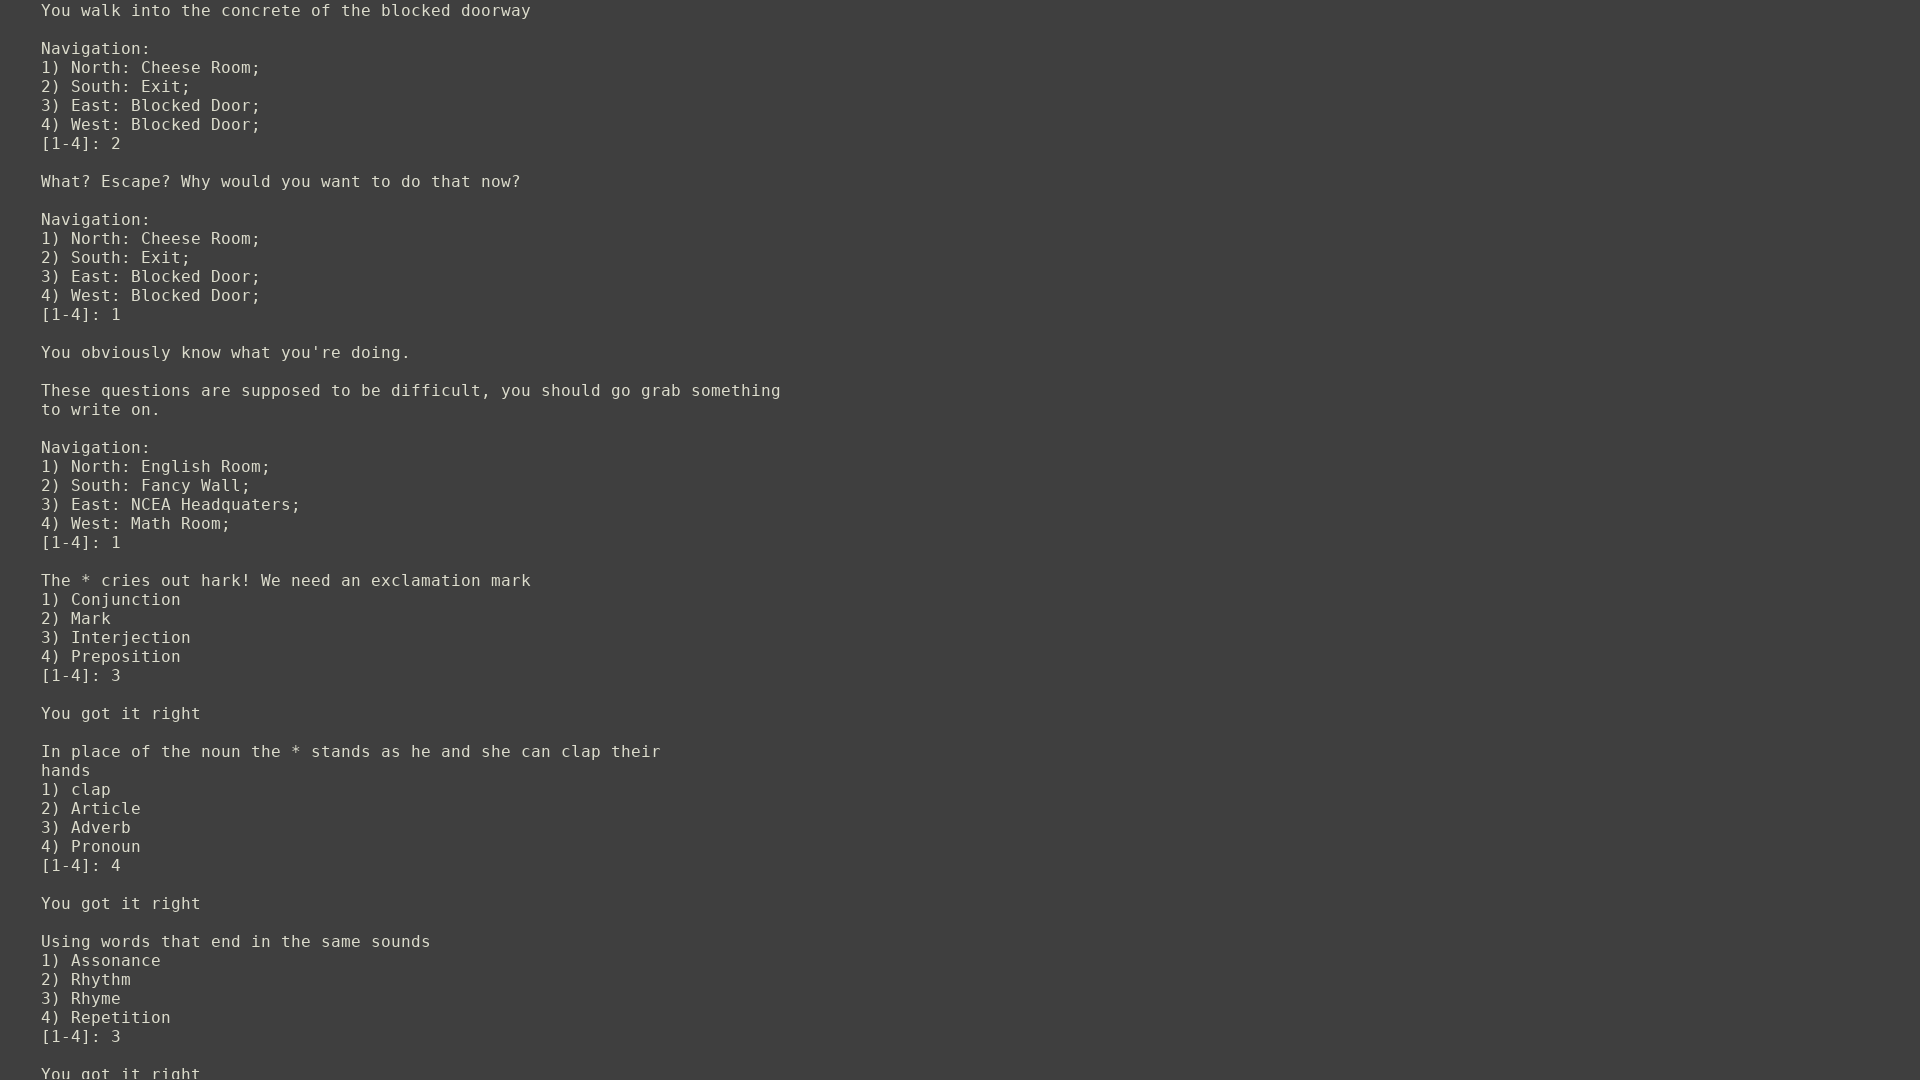 You walk into the concrete of the blocked doorway
Navigation:
1) North: Cheese Room;
2) South: Exit;
3) East: Blocked Door;
4) West: Blocked Door;
[1-4]: 2
What? Escape? Why would you want to do that now?
Navigation:
1) North: Cheese Room;
2) South: Exit;
3) East: Blocked Door;
4) West: Blocked Door;
[1-4]: 1
You obviously know what you're doing.
These questions are supposed to be difficult, you should go grab something
to write on.
Navigation:
1) North: English Room;
2) South: Fancy Wall;
3) East: NCEA Headquaters;
4) West: Math Room;
[1-4]: 1
The * cries out hark! We need an exclamation mark
1) Conjunction
2) Mark
3) Interjection
4) Preposition
[1-4]: 3
You got it right
In place of the noun the * stands as he and she can clap their
hands
1) clap
2) Article
3) Adverb
4) Pronoun
[1-4]: 4
You got it right
Using words that end in the same sounds
1) Assonance
2) Rhythm
3) Rhyme
4) Repetition
[1-4]: 3
You got it right